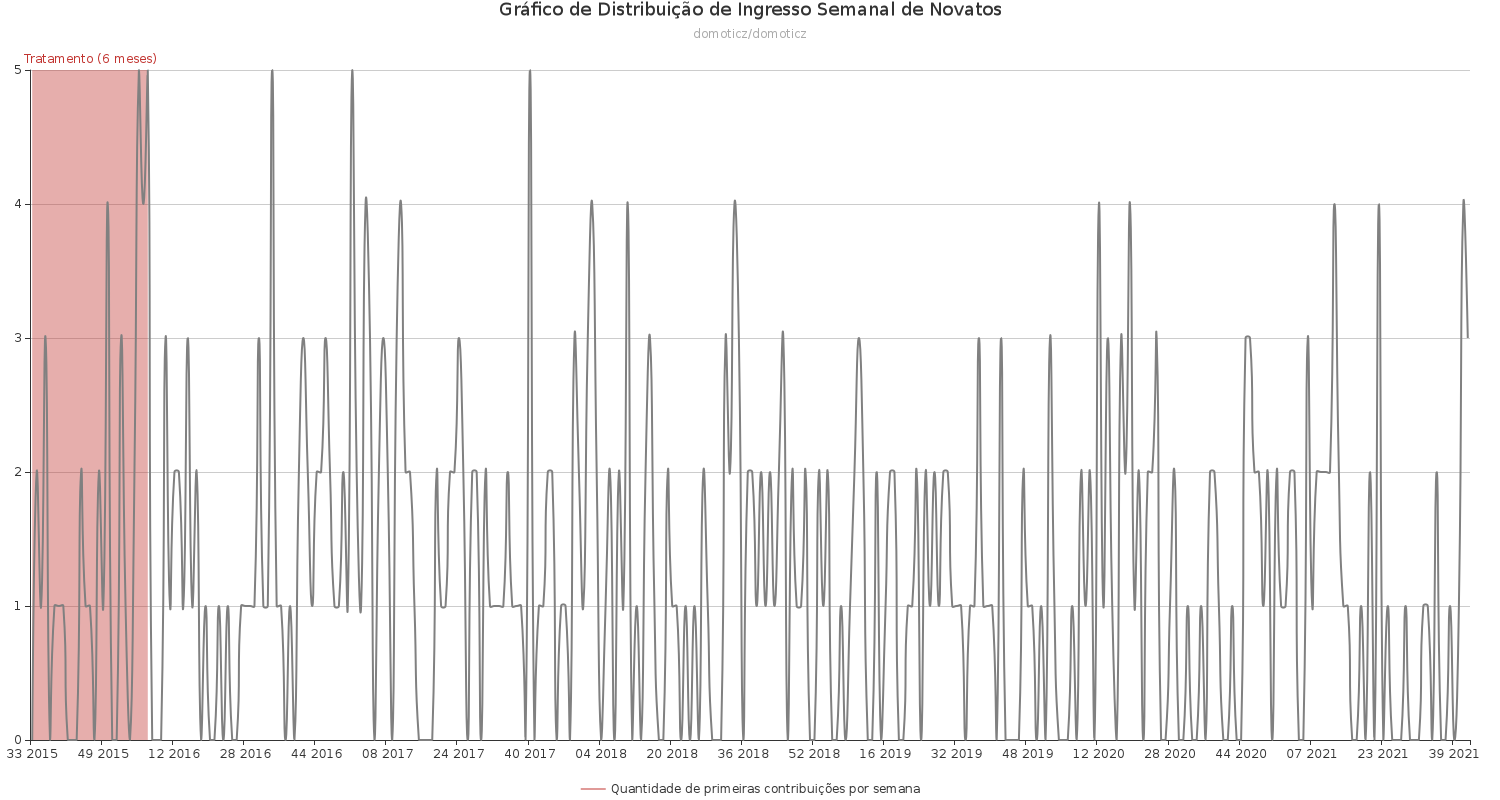 Gráfico de Distribuição de Ingresso Semanal de Novatos
domoticz/domoticz
Tratamento (6 meses)
5
4
3
2
1
0
33 2015 49 2015 12 2016 28 2016 44 2016 08 2017 24 2017 40 2017 04 2018 20 2018 36 2018 52 2018 16 2019 32 2019 48 2019 12 2020 28 2020 44 2020 07 2021 23 2021 39 2021
Quantidade de primeiras contribuições por semana